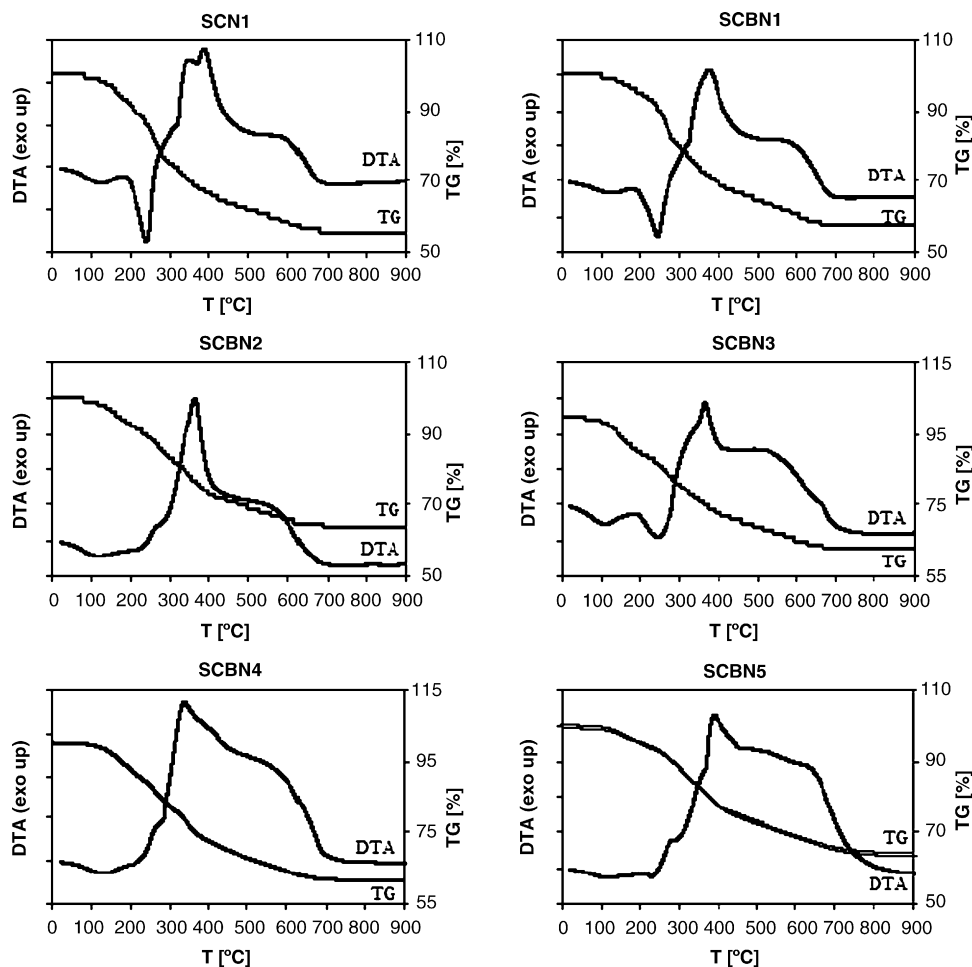 SCN1
110
90
70
50
DTA (exo up)
TG [%]
DTA
TG
0 100 200 300 400 500 600 700 800 900
T [ºC]
SCBN1
110
90
70
50
DTA (exo up)
TG [%]
DTA
TG
0 100 200 300 400 500 600 700 800 900
T [ºC]
SCBN2
110
90
70
50
DTA (exo up)
TG [%]
TG
DTA
0 100 200 300 400 500 600 700 800 900
T [ºC]
SCBN3
115
95
75
55
DTA (exo up)
TG [%]
DTA
TG
0 100 200 300 400 500 600 700 800 900
T [ºC]
SCBN4
115
95
75
55
DTA (exo up)
TG [%]
DTA
TG
0 100 200 300 400 500 600 700 800 900
T [ºC]
SCBN5
110
90
70
50
DTA (exo up)
TG [%]
TG
DTA
0 100 200 300 400 500 600 700 800 900
T [ºC]